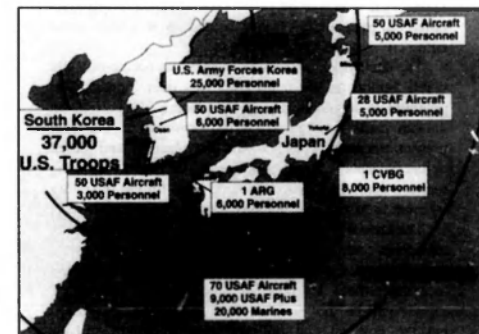 50 USAF Aircraft
5,000 Personnel
U.S. Army Forces Korea
25,000 Personnel
South Korea
37,000
U.S. Troops
50 USAF Aircraft
6,000 Personnel
Osan
28 USAF Aircraft
5,000 Personnel
Yokota
Japan
50 USAF Aircraft
3,000 Personnel
1 ARG
6,000 Personnel
1 CVBG
8,000 Personnel
70 USAF Aircraft
9,000 USAF Plus
20,000 Marines